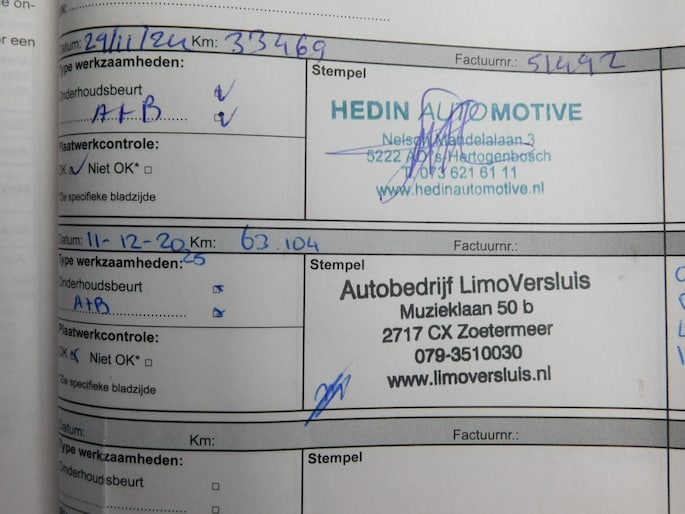 e on-
r een
Datum: 29/11/24 Km: 33469 Factuurnr.: 51492
Type werkzaamheden:
Onderhoudsbeurt
A+B
Plaatwerkcontrole:
OK Niet OK*
*Zie specifieke bladzijde
Stempel
HEDIN AUTOMOTIVE
Nelson Mandelalaan 3
5222 AD 's-Hertogenbosch
T. 073 621 61 11
www.hedinautomotive.nl
Datum: 11-12-2025 Km: 63.104 Factuurnr.:
Type werkzaamheden:
Onderhoudsbeurt
A+B
Plaatwerkcontrole:
OK Niet OK*
*Zie specifieke bladzijde
Stempel
Autobedrijf LimoVersluis
Muzieklaan 50 b
2717 CX Zoetermeer
079-3510030
www.limoversluis.nl
Datum: Km: Factuurnr.:
Type werkzaamheden:
Onderhoudsbeurt
Stempel